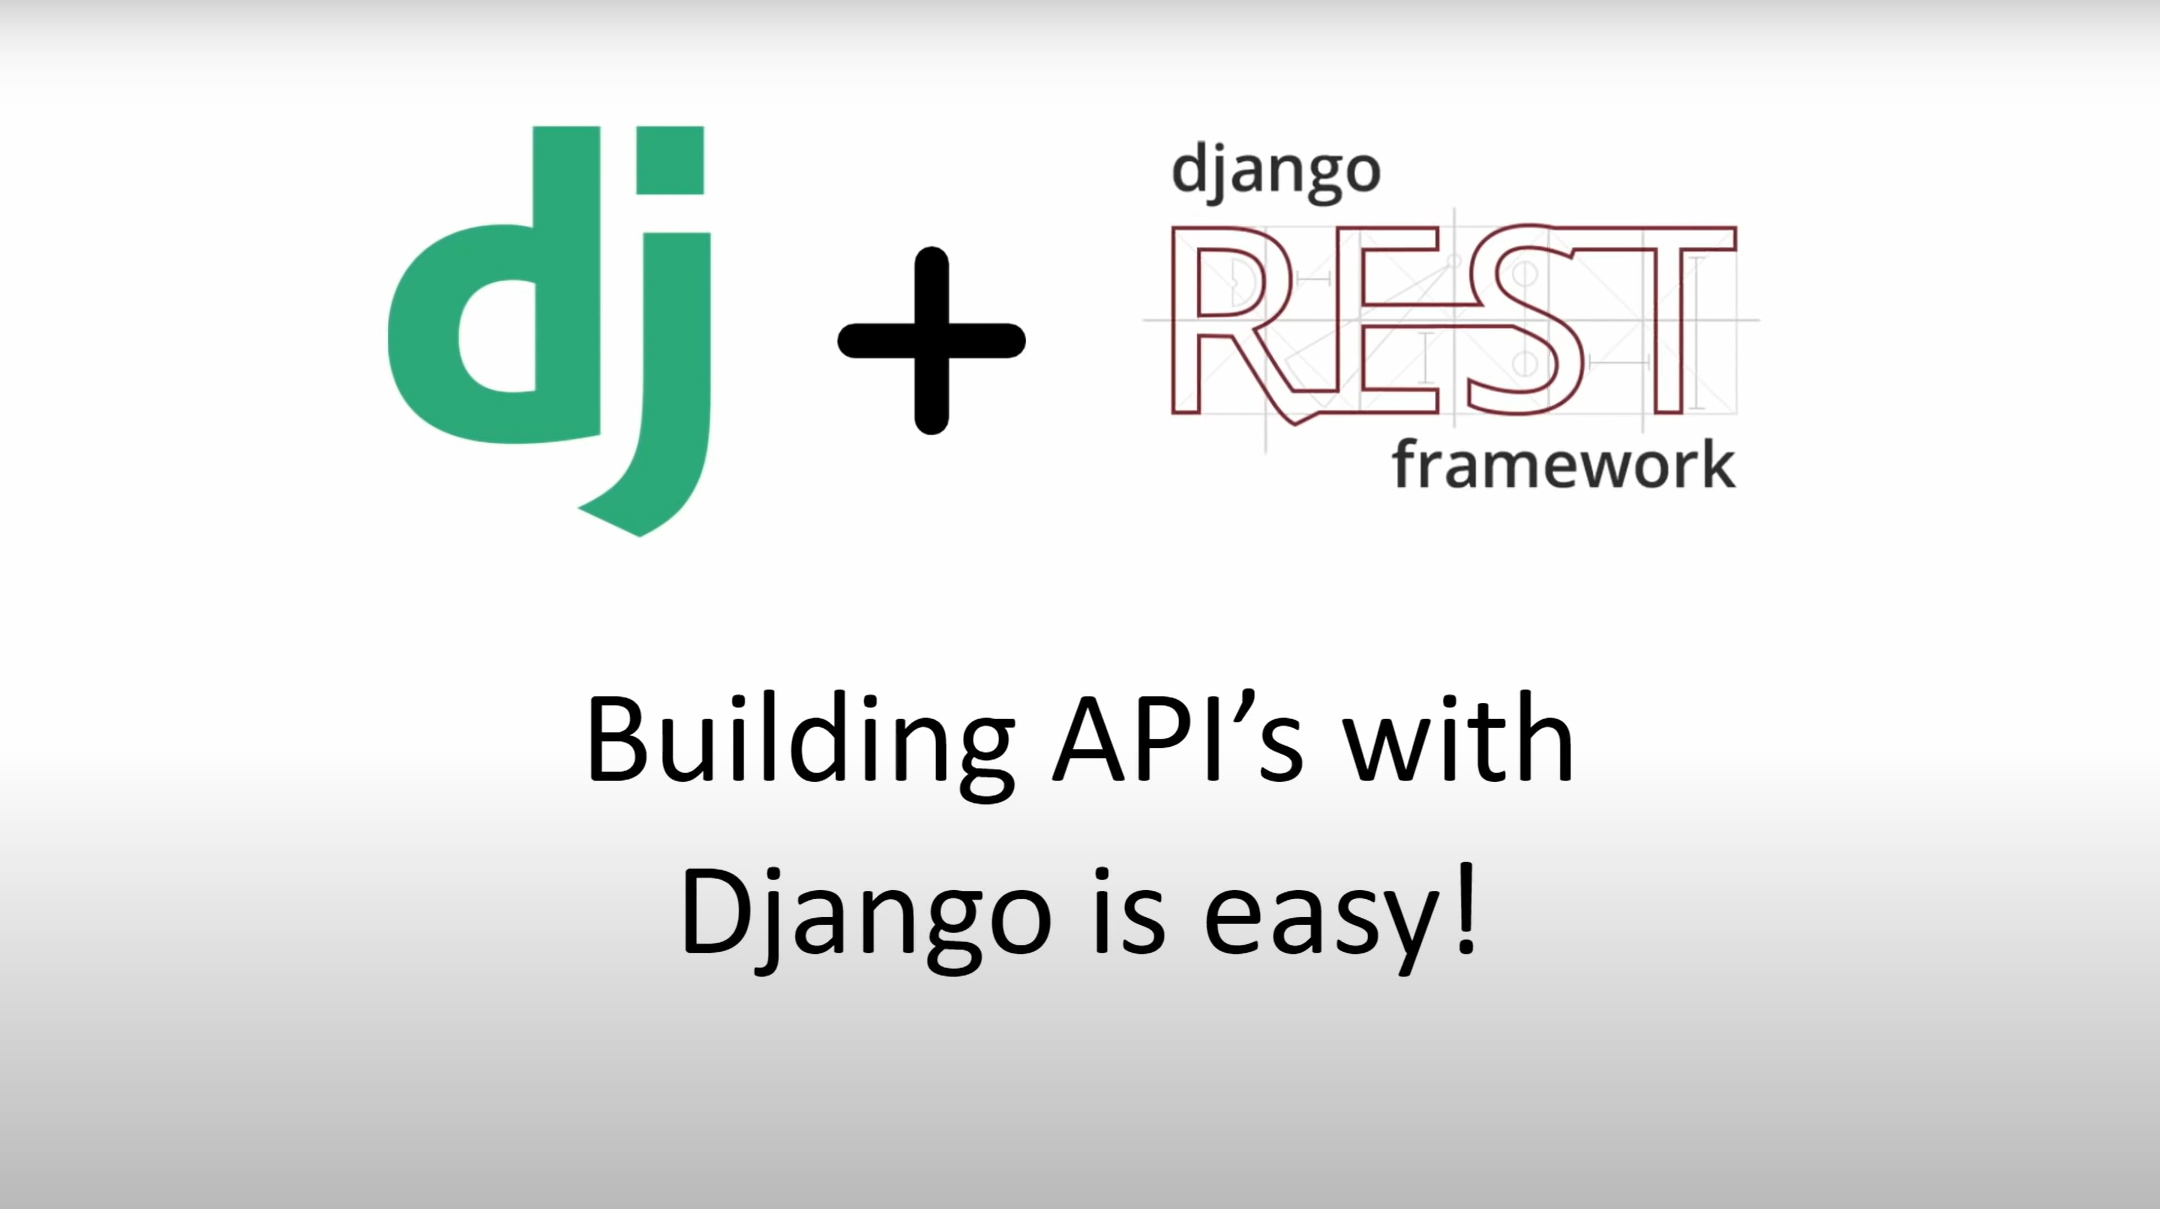 dj
django
REST
framework
Building API’s with
Django is easy!